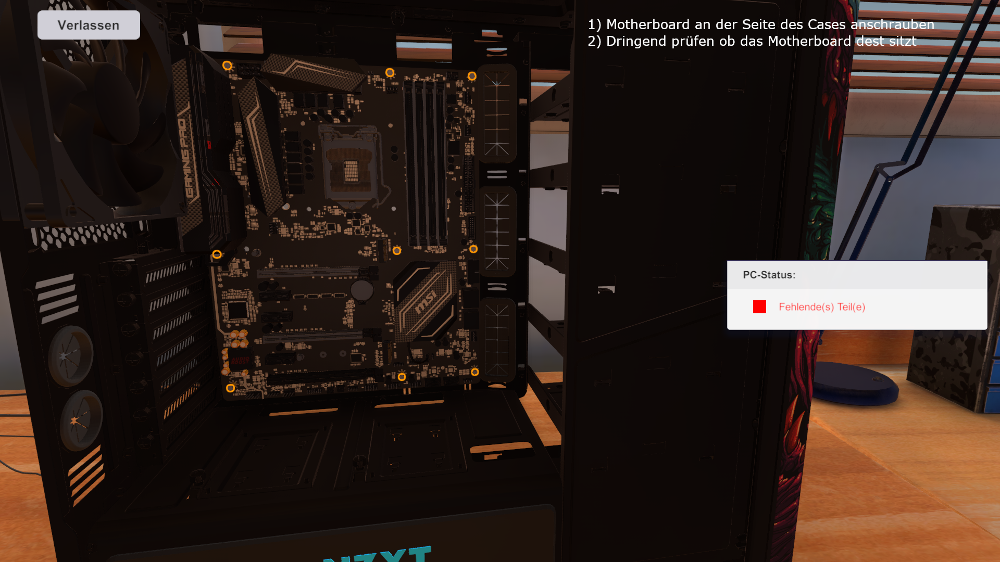 Verlassen
1) Motherboard an der Seite des Cases anschrauben
2) Dringend prüfen ob das Motherboard dest sitzt
GAMING PRO
msi
PC-Status:
Fehlende(s) Teil(e)
NZXT